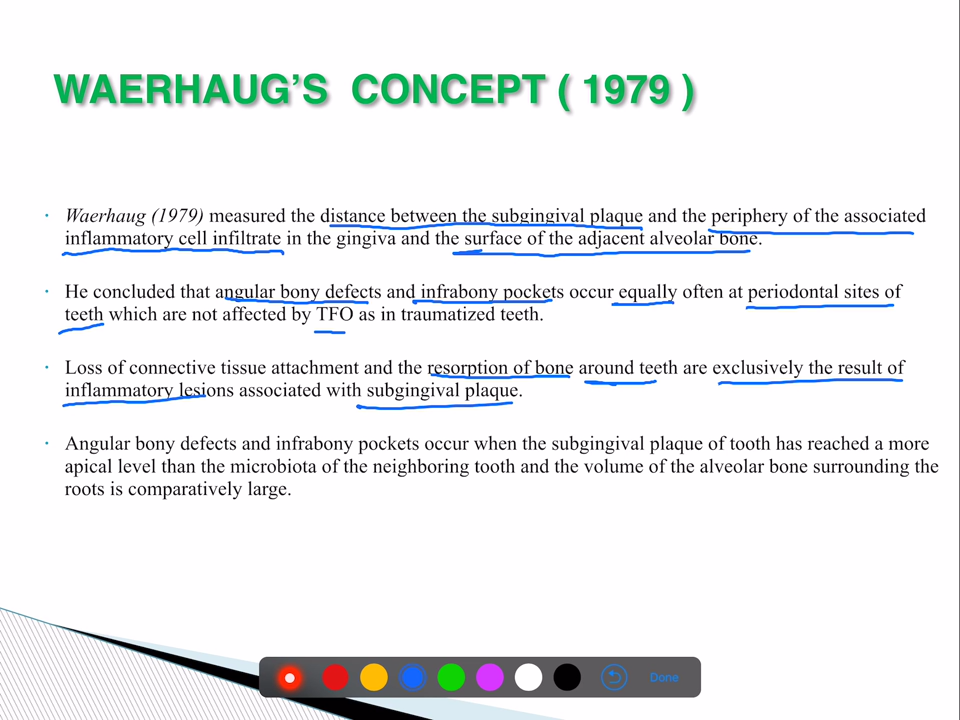 WAERHAUG’S CONCEPT ( 1979 )
• Waerhaug (1979) measured the distance between the subgingival plaque and the periphery of the associated
inflammatory cell infiltrate in the gingiva and the surface of the adjacent alveolar bone.
• He concluded that angular bony defects and infrabony pockets occur equally often at periodontal sites of
teeth which are not affected by TFO as in traumatized teeth.
• Loss of connective tissue attachment and the resorption of bone around teeth are exclusively the result of
inflammatory lesions associated with subgingival plaque.
• Angular bony defects and infrabony pockets occur when the subgingival plaque of tooth has reached a more
apical level than the microbiota of the neighboring tooth and the volume of the alveolar bone surrounding the
roots is comparatively large.
Done